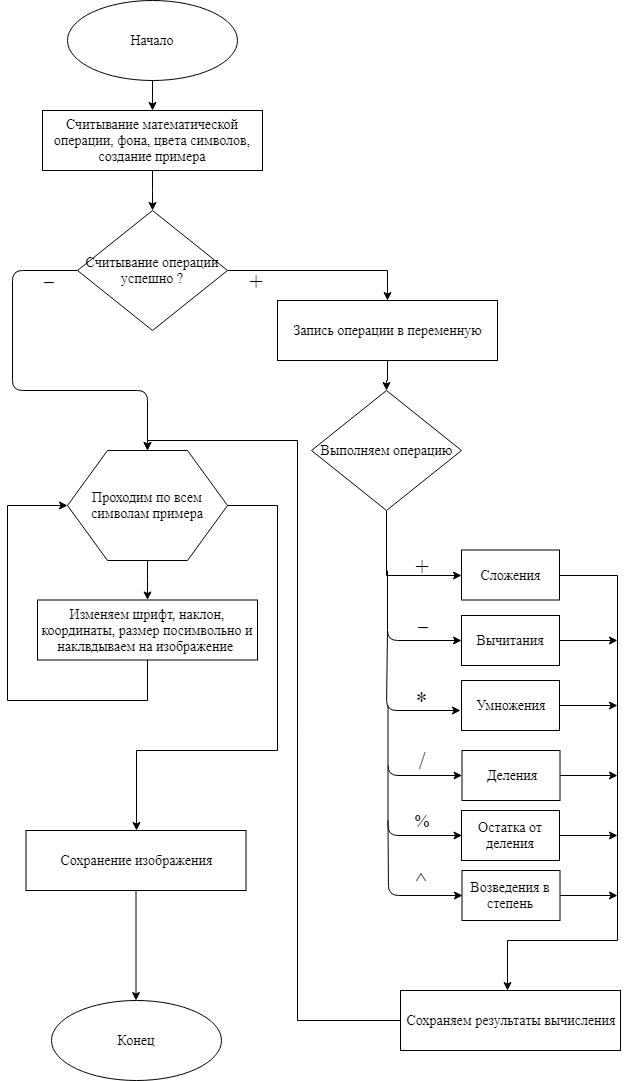 Начало
Считывание математической
операции, фона, цвета символов,
создание примера
Считывание операции
успешно ?
−
+
Запись операции в переменную
Выполняем операцию
Проходим по всем
символам примера
Изменяем шрифт, наклон,
координаты, размер посимвольно и
наклвдываем на изображение
+
Сложения
−
Вычитания
*
Умножения
/
Деления
%
Остатка от
деления
^
Возведения в
степень
Сохранение изображения
Сохраняем результаты вычисления
Конец